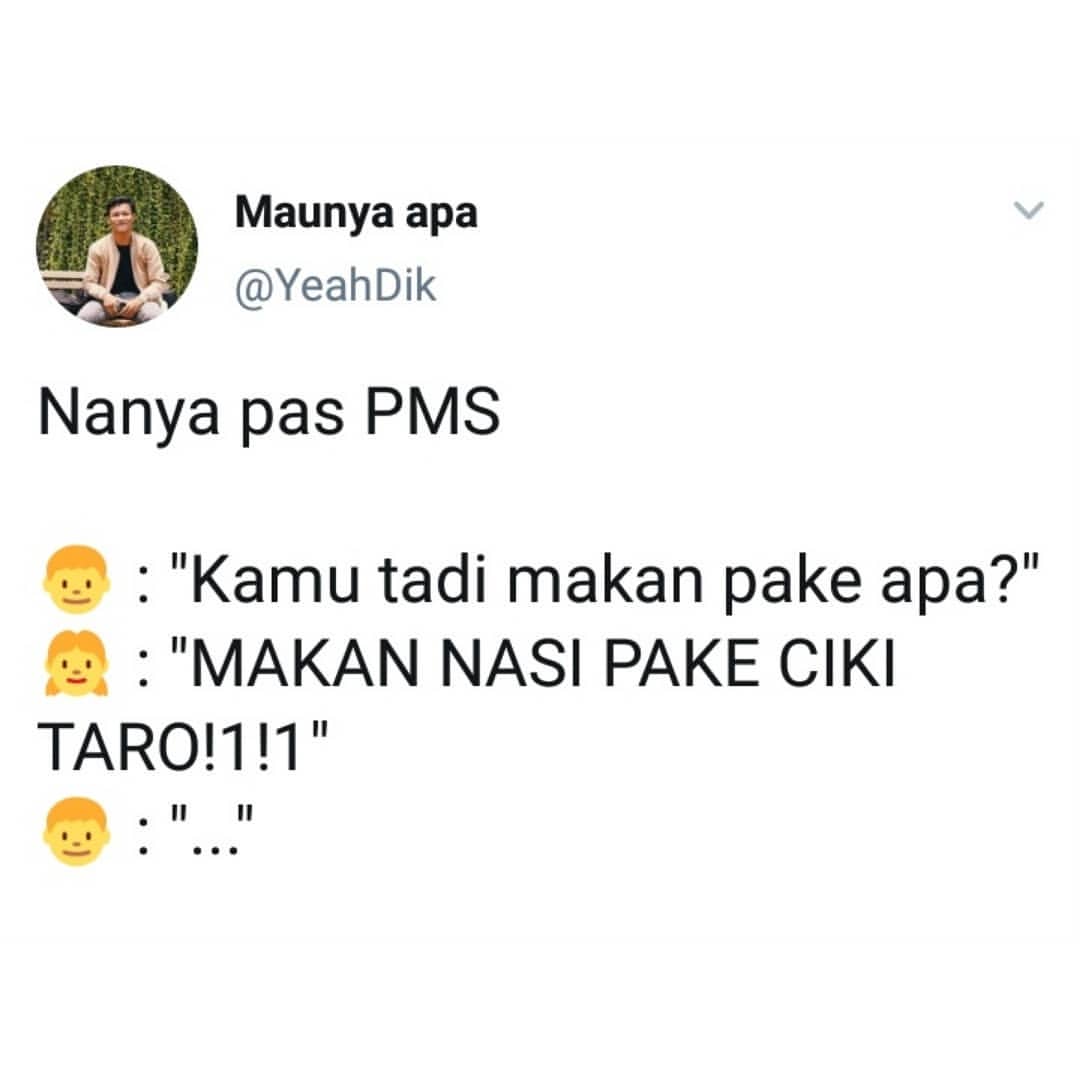 Maunya apa
@YeahDik
Nanya pas PMS
👦 : "Kamu tadi makan pake apa?"
👧 : "MAKAN NASI PAKE CIKI
TARO!1!1"
👦 : "..."